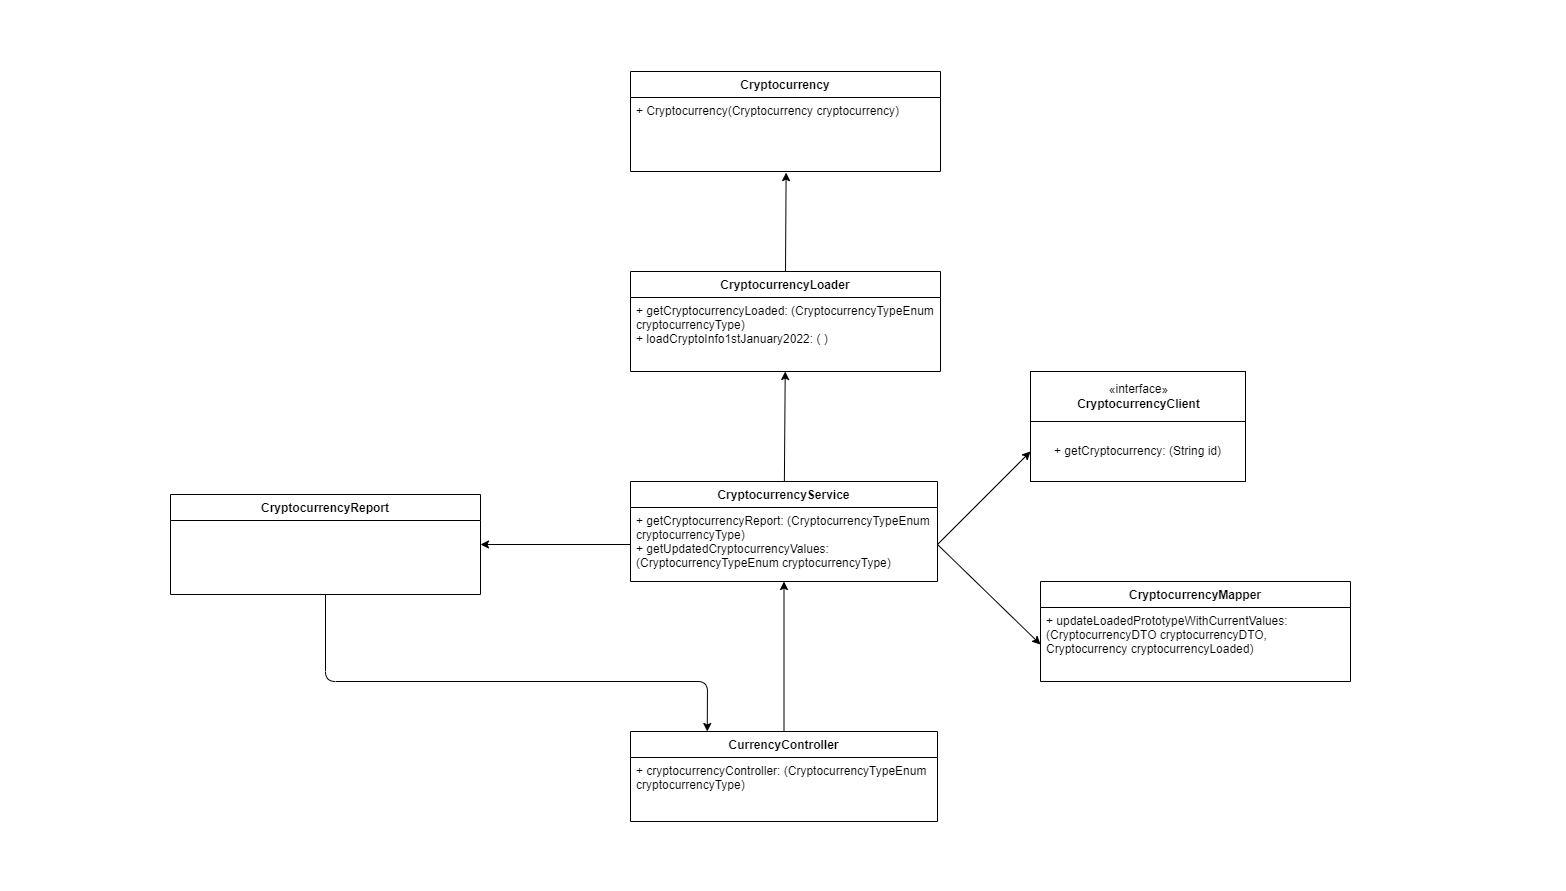 Cryptocurrency
+ Cryptocurrency(Cryptocurrency cryptocurrency)
CryptocurrencyLoader
+ getCryptocurrencyLoaded: (CryptocurrencyTypeEnum
cryptocurrencyType)
+ loadCryptoInfo1stJanuary2022: ( )
«interface»
CryptocurrencyClient
+ getCryptocurrency: (String id)
CryptocurrencyReport
CryptocurrencyService
+ getCryptocurrencyReport: (CryptocurrencyTypeEnum
cryptocurrencyType)
+ getUpdatedCryptocurrencyValues:
(CryptocurrencyTypeEnum cryptocurrencyType)
CryptocurrencyMapper
+ updateLoadedPrototypeWithCurrentValues:
(CryptocurrencyDTO cryptocurrencyDTO,
Cryptocurrency cryptocurrencyLoaded)
CurrencyController
+ cryptocurrencyController: (CryptocurrencyTypeEnum
cryptocurrencyType)